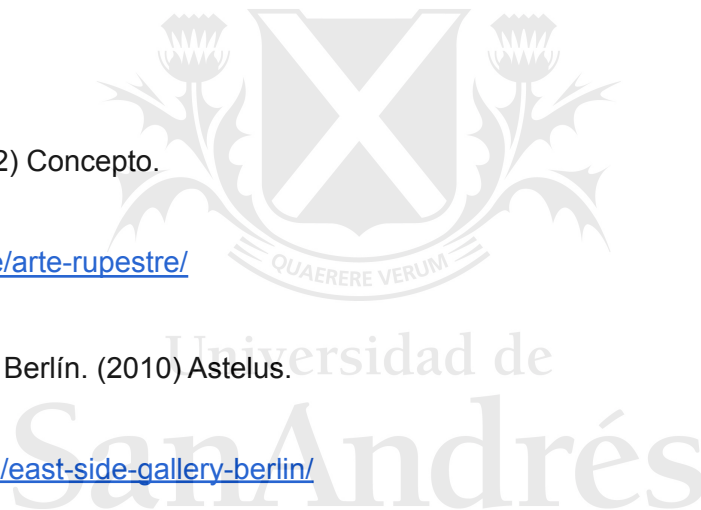 2) Concepto.
QUAERERE VERUM
e/arte-rupestre/
Universidad de
Berlín. (2010) Astelus.
SanAndrés
/east-side-gallery-berlin/